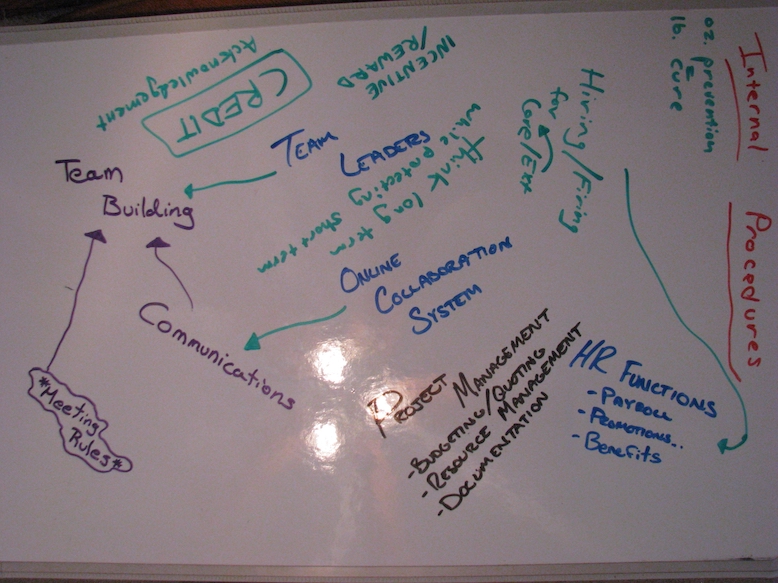 Internal
Procedures
oz. prevention
=
lb. cure
Hiring/Firing
for
Core/Ext
INCENTIVE
/REWARD
Acknowledgement
CREDIT
TEAM
LEADERS
think long term
while protecting
short term
Team
Building
ONLINE
COLLABORATION
SYSTEM
Communications
*Meeting
Rules*
PROJECT MANAGEMENT
-BUDGETING/QUOTING
-RESOURCE MANAGEMENT
-DOCUMENTATION
HR FUNCTIONS
-PAYROLL
-PROMOTIONS..
-Benefits